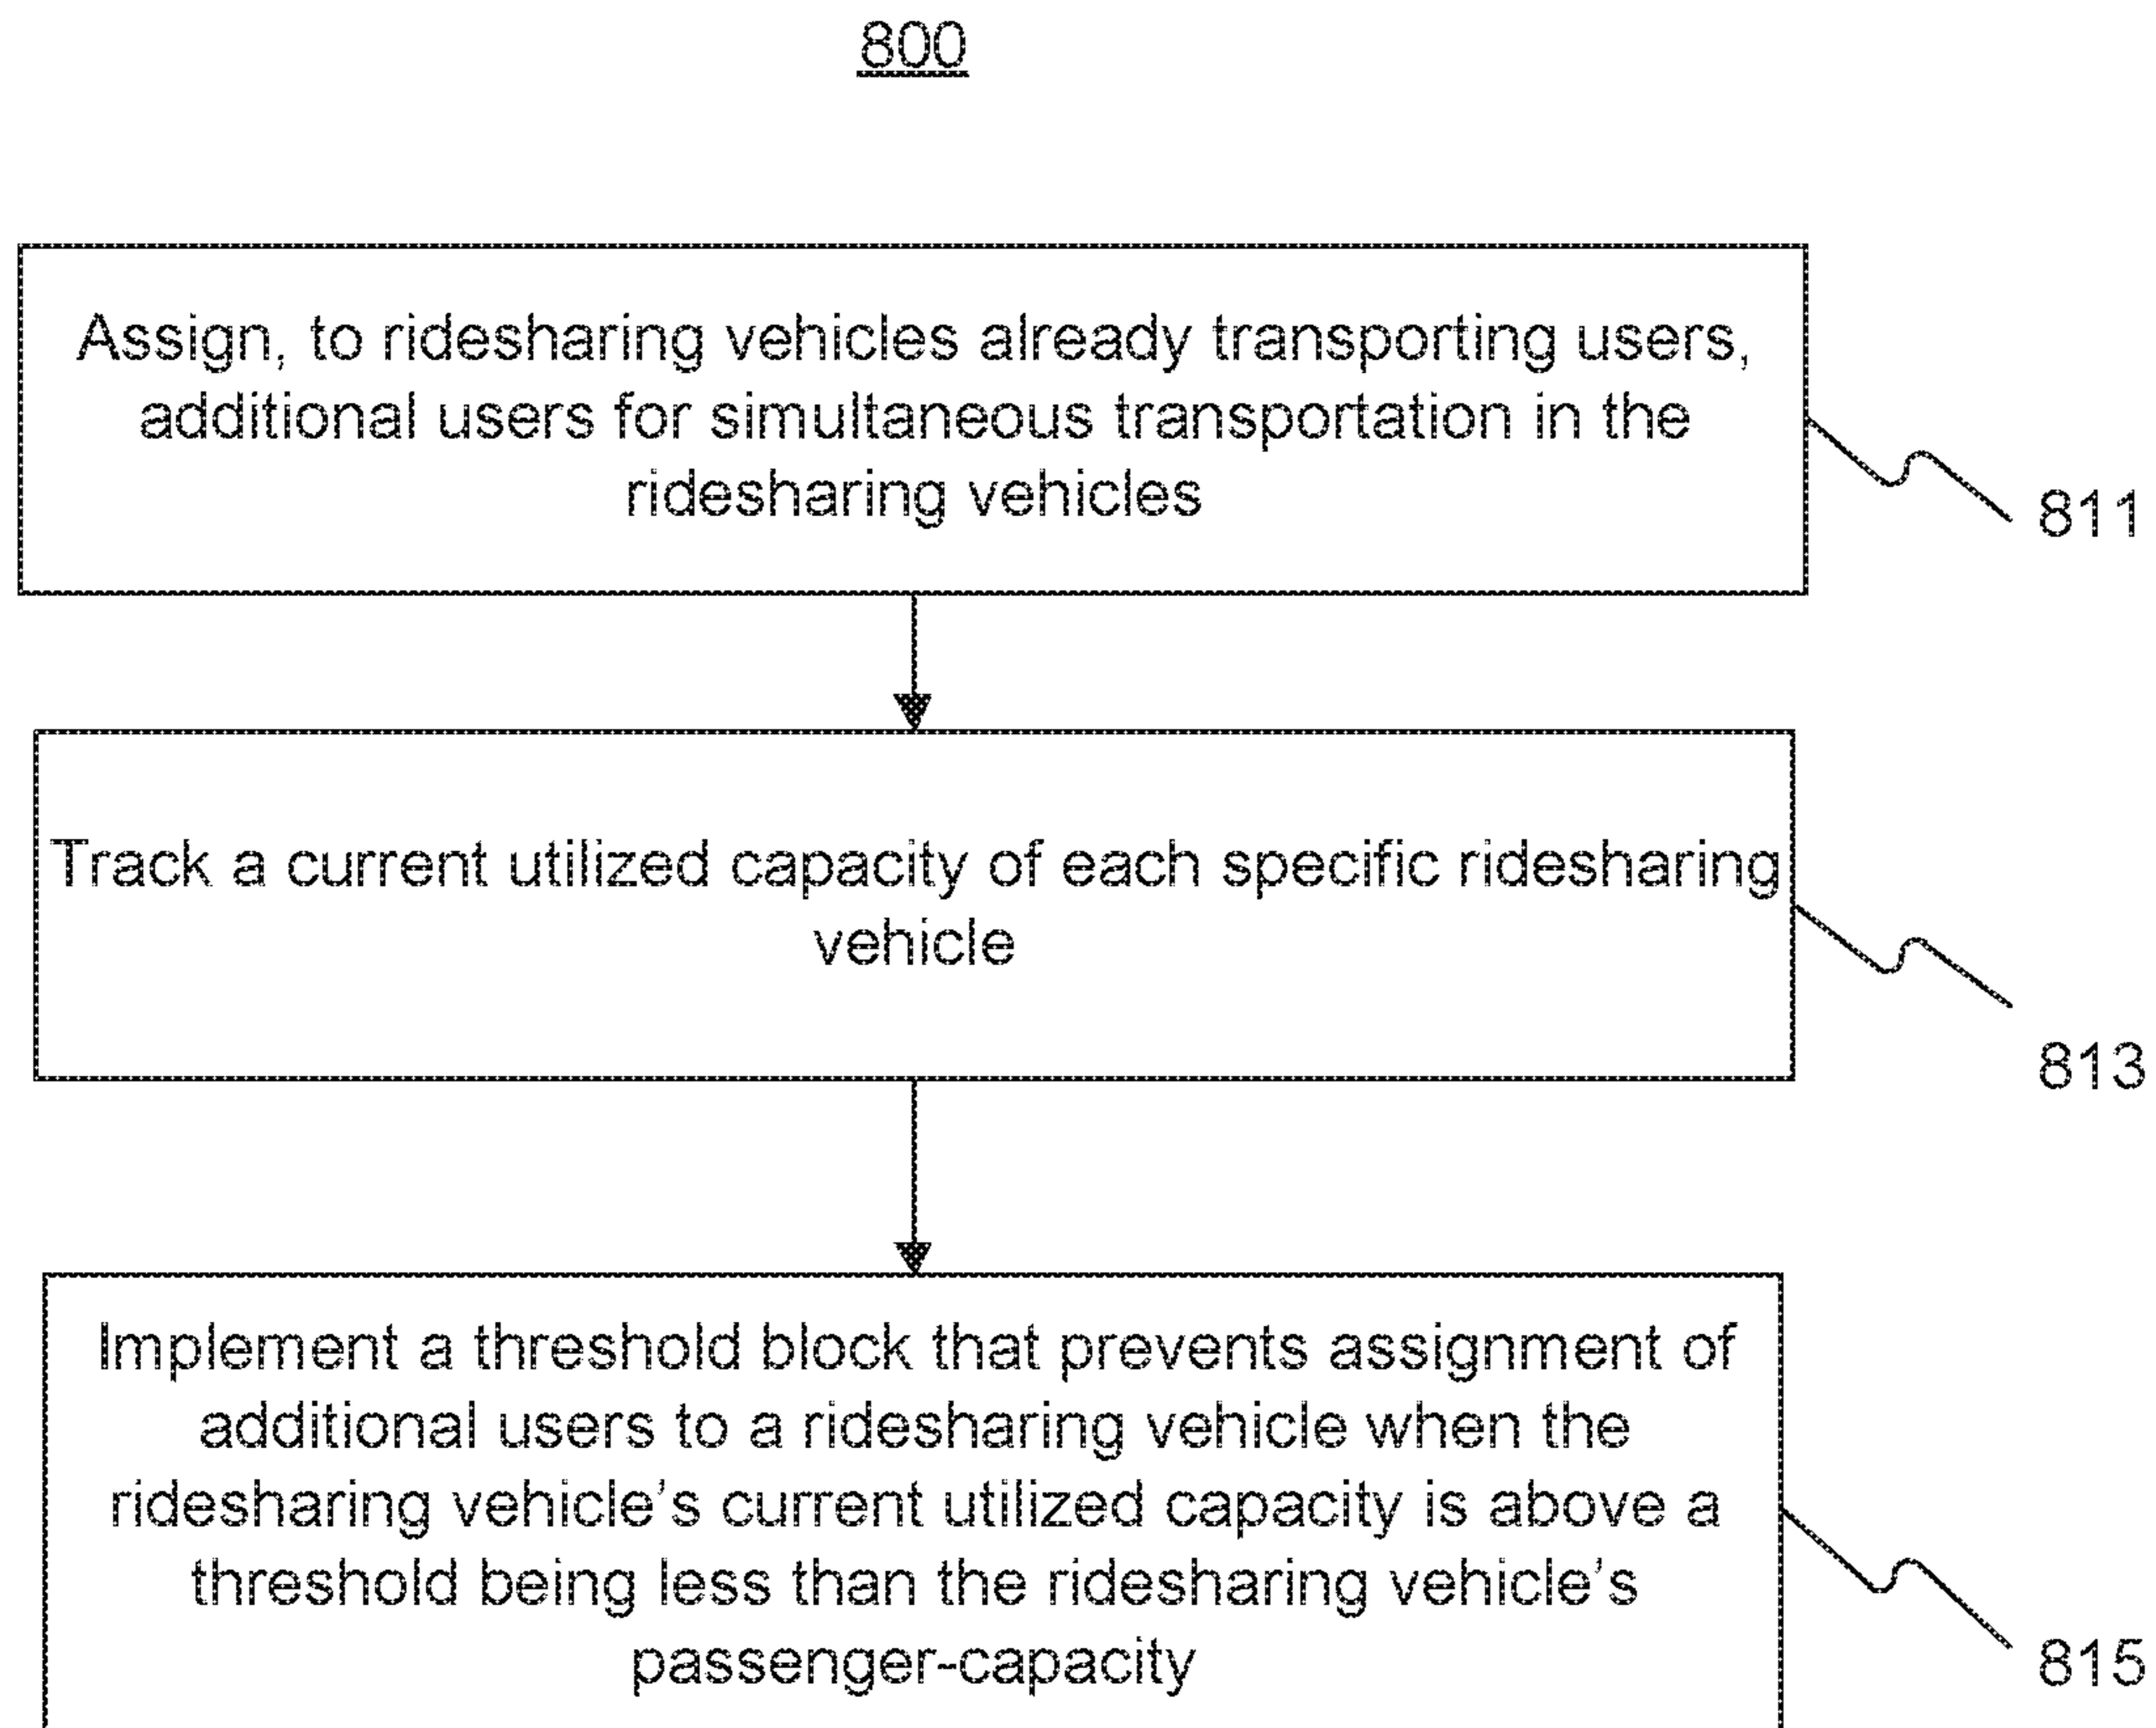 800
Assign, to ridesharing vehicles already transporting users,
additional users for simultaneous transportation in the
ridesharing vehicles
811
Track a current utilized capacity of each specific ridesharing
vehicle
813
Implement a threshold block that prevents assignment of
additional users to a ridesharing vehicle when the
ridesharing vehicle’s current utilized capacity is above a
threshold being less than the ridesharing vehicle’s
passenger-capacity
815